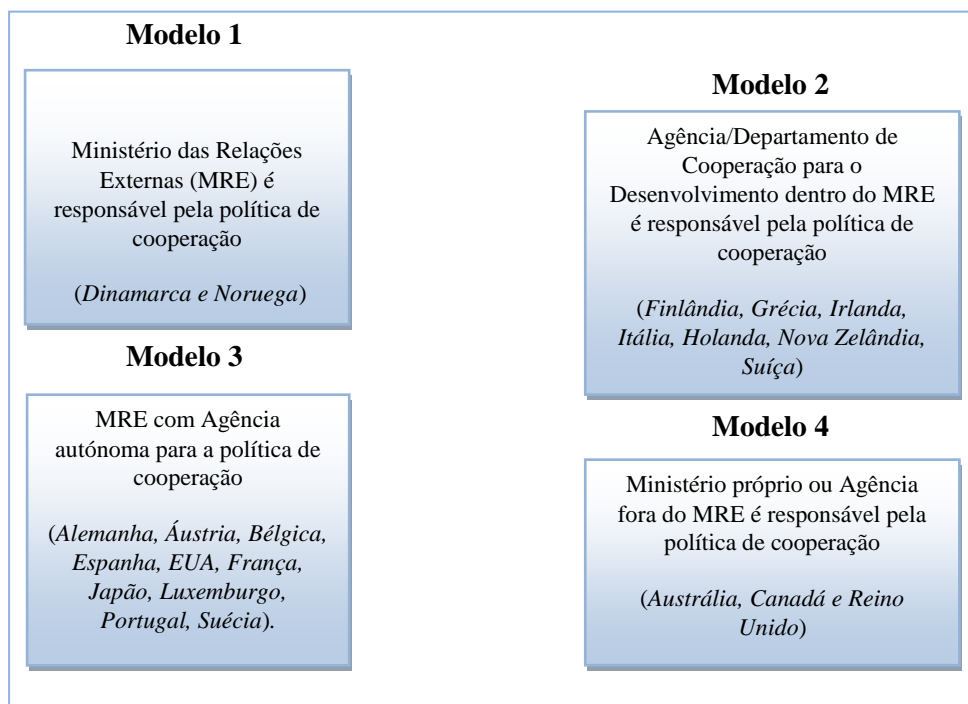 Modelo 1
Ministério das Relações
Externas (MRE) é
responsável pela política de
cooperação
(Dinamarca e Noruega)
Modelo 2
Agência/Departamento de
Cooperação para o
Desenvolvimento dentro do MRE
é responsável pela política de
cooperação
(Finlândia, Grécia, Irlanda,
Itália, Holanda, Nova Zelândia,
Suíça)
Modelo 3
MRE com Agência
autónoma para a política de
cooperação
(Alemanha, Áustria, Bélgica,
Espanha, EUA, França,
Japão, Luxemburgo,
Portugal, Suécia).
Modelo 4
Ministério próprio ou Agência
fora do MRE é responsável pela
política de cooperação
(Austrália, Canadá e Reino
Unido)